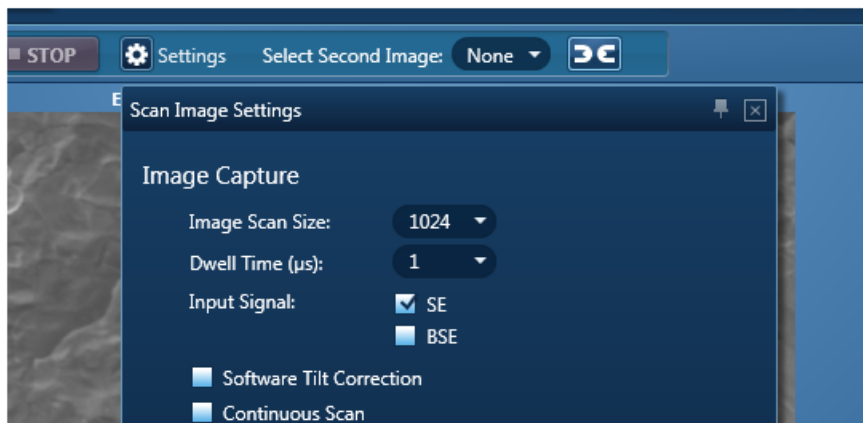 STOP Settings Select Second Image: None
E
Scan Image Settings
Image Capture
Image Scan Size: 1024
Dwell Time (µs): 1
Input Signal: SE
BSE
Software Tilt Correction
Continuous Scan